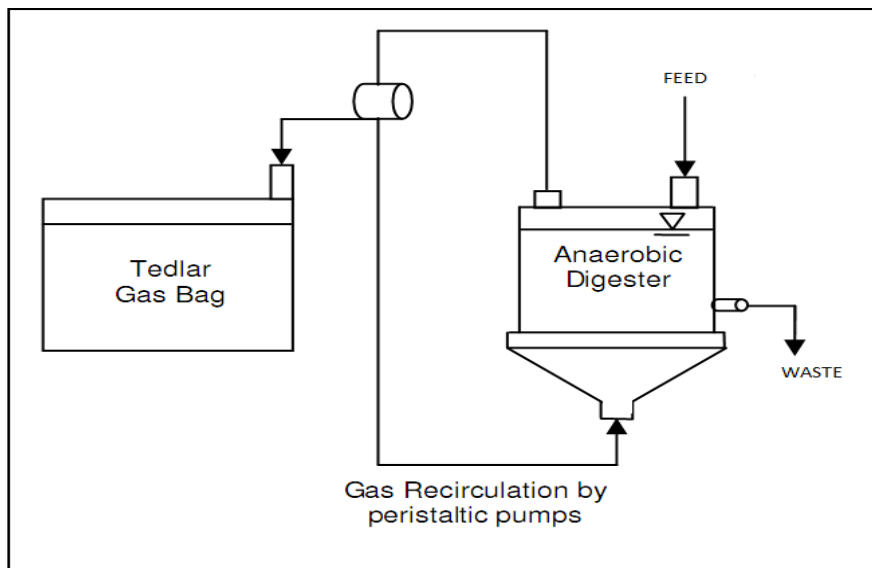 FEED
Tedlar
Gas Bag
Anaerobic
Digester
WASTE
Gas Recirculation by
peristaltic pumps